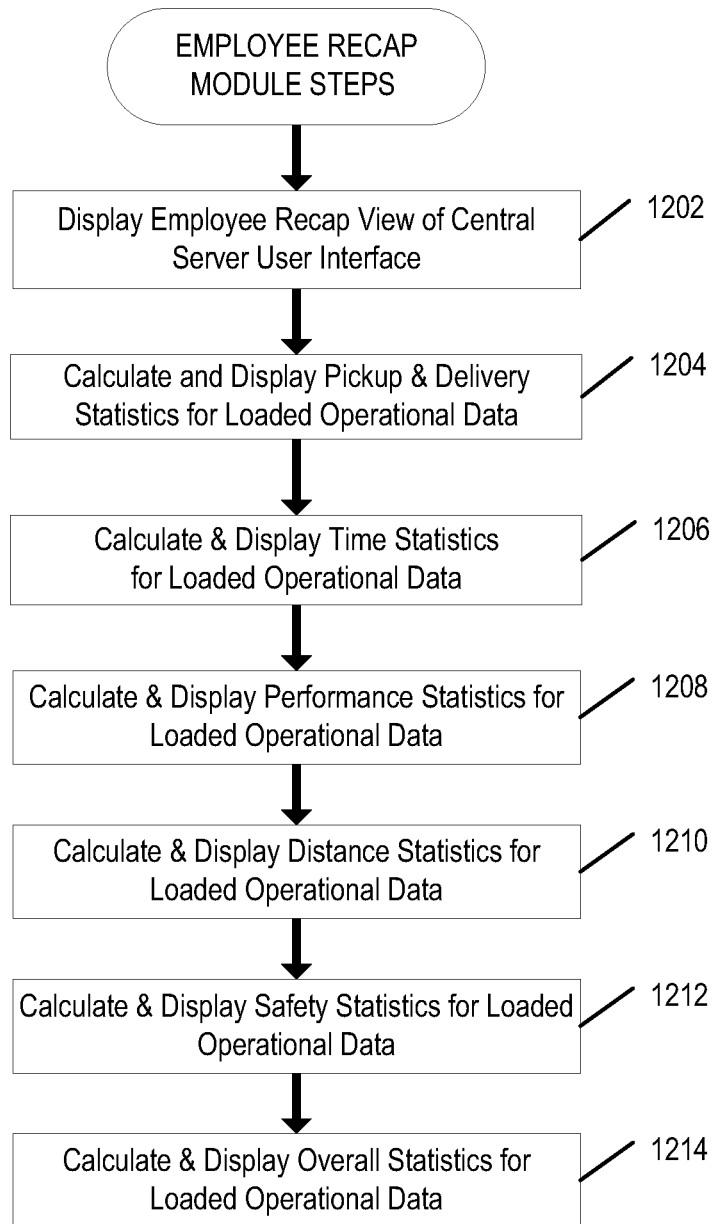 EMPLOYEE RECAP
MODULE STEPS
Display Employee Recap View of Central
Server User Interface
1202
Calculate and Display Pickup & Delivery
Statistics for Loaded Operational Data
1204
Calculate & Display Time Statistics
for Loaded Operational Data
1206
Calculate & Display Performance Statistics for
Loaded Operational Data
1208
Calculate & Display Distance Statistics for
Loaded Operational Data
1210
Calculate & Display Safety Statistics for Loaded
Operational Data
1212
Calculate & Display Overall Statistics for
Loaded Operational Data
1214